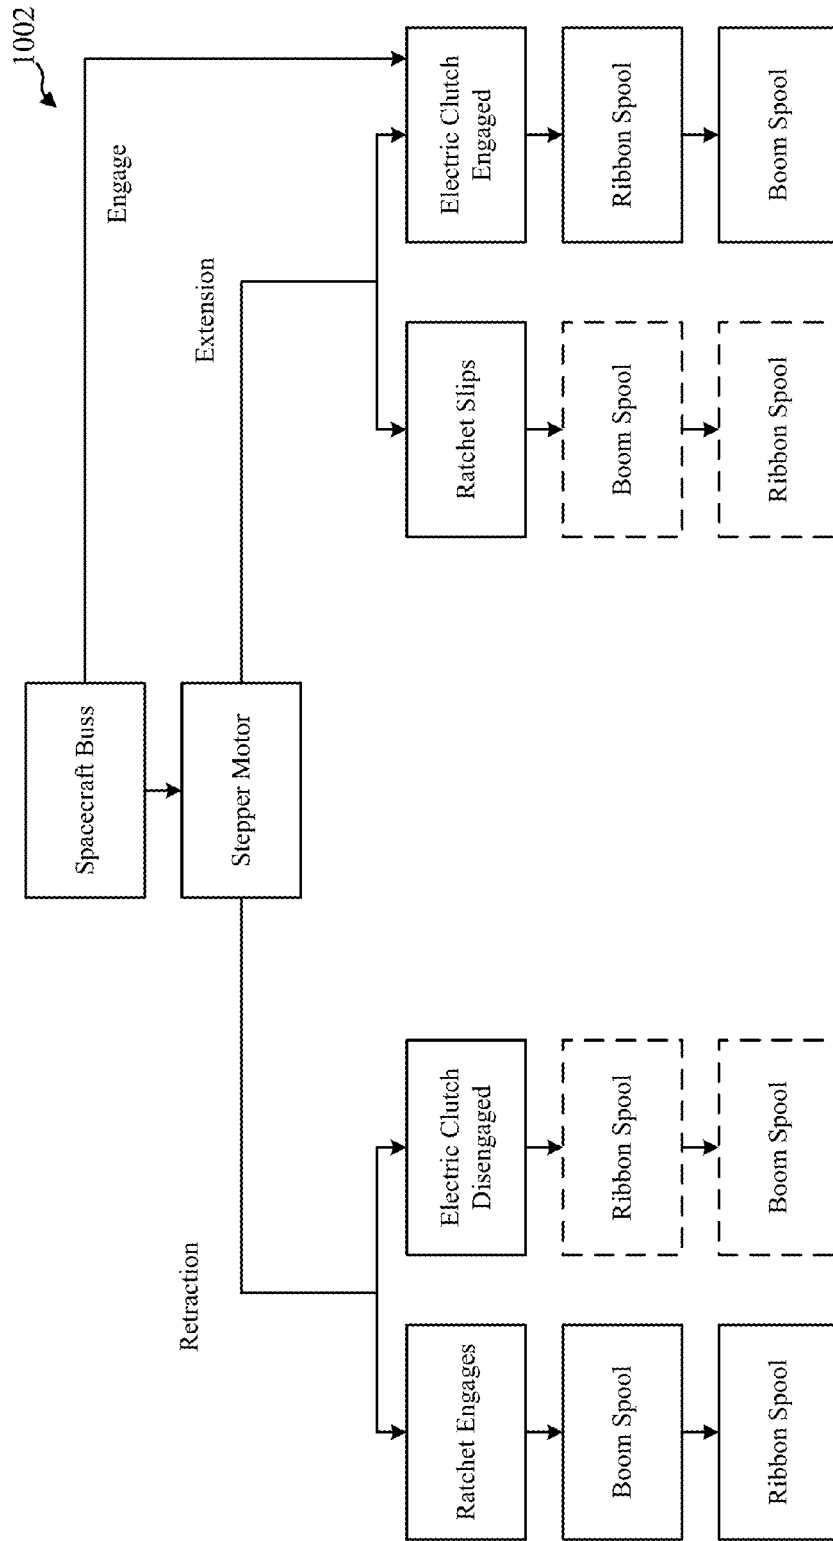 1002
Spacecraft Buss
Engage
Stepper Motor
Retraction
Extension
Ratchet Engages
Electric Clutch
Disengaged
Ratchet Slips
Electric Clutch
Engaged
Boom Spool
Ribbon Spool
Boom Spool
Ribbon Spool
Ribbon Spool
Boom Spool
Ribbon Spool
Boom Spool